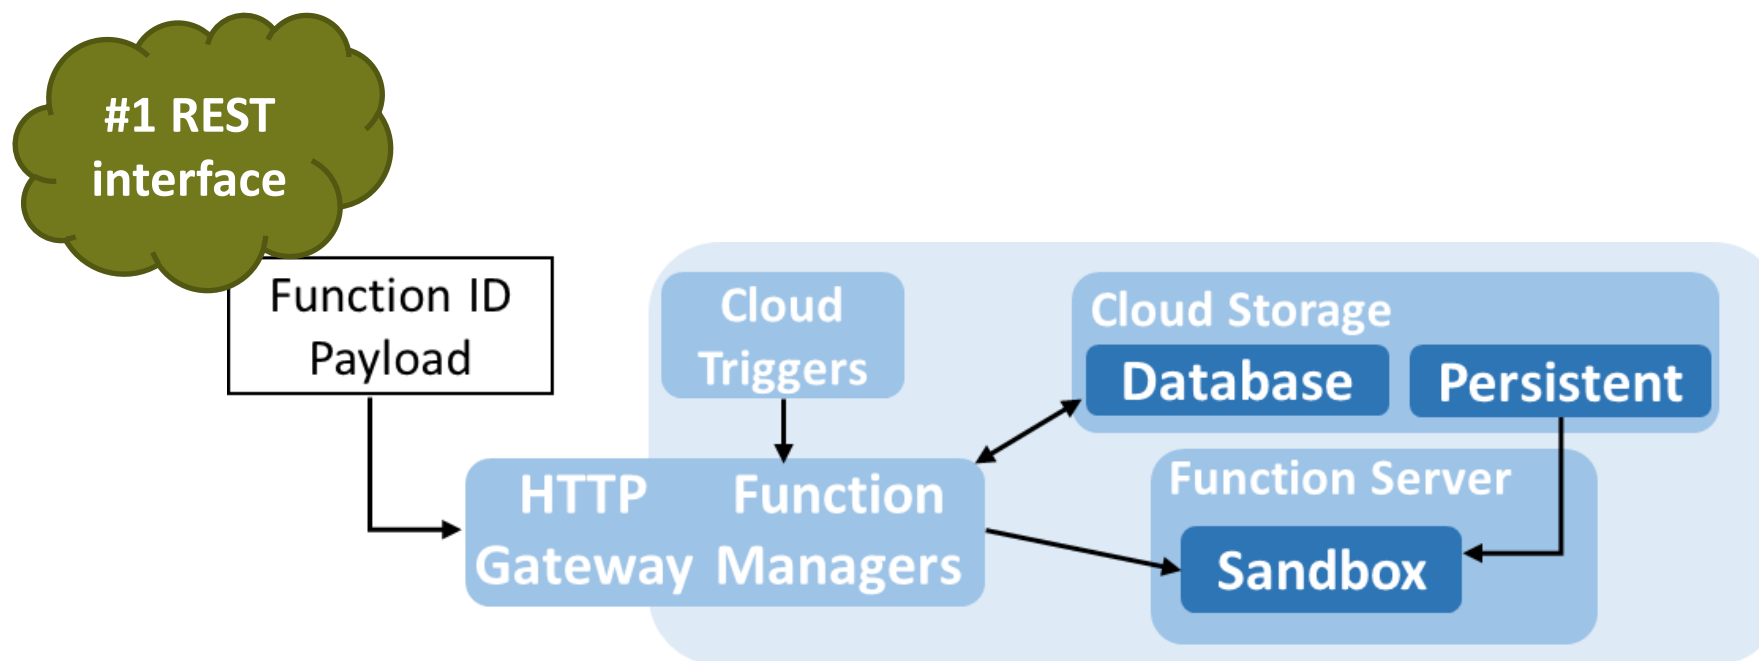 #1 REST
interface
Function ID
Payload
Cloud
Triggers
Cloud Storage
Database
Persistent
HTTP
Gateway
Function
Managers
Function Server
Sandbox